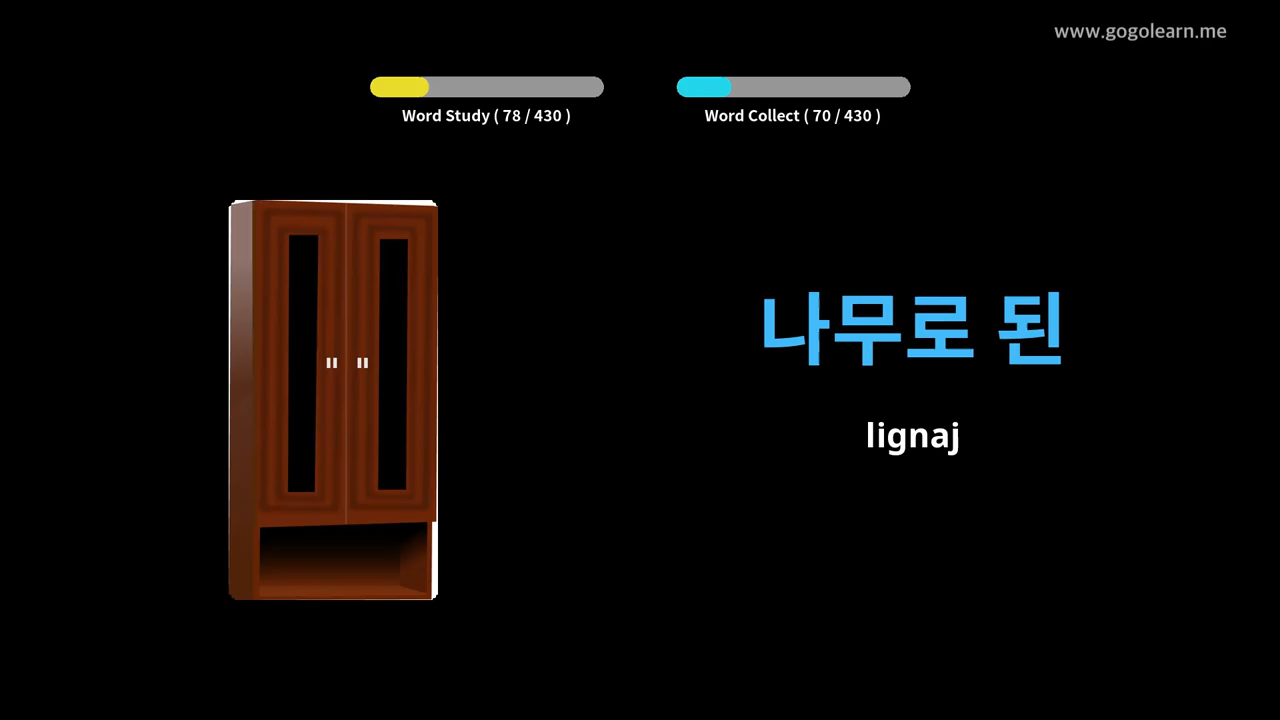 www.gogolearn.me
Word Study ( 78 / 430 )
Word Collect ( 70 / 430 )
나무로 된
lignaj